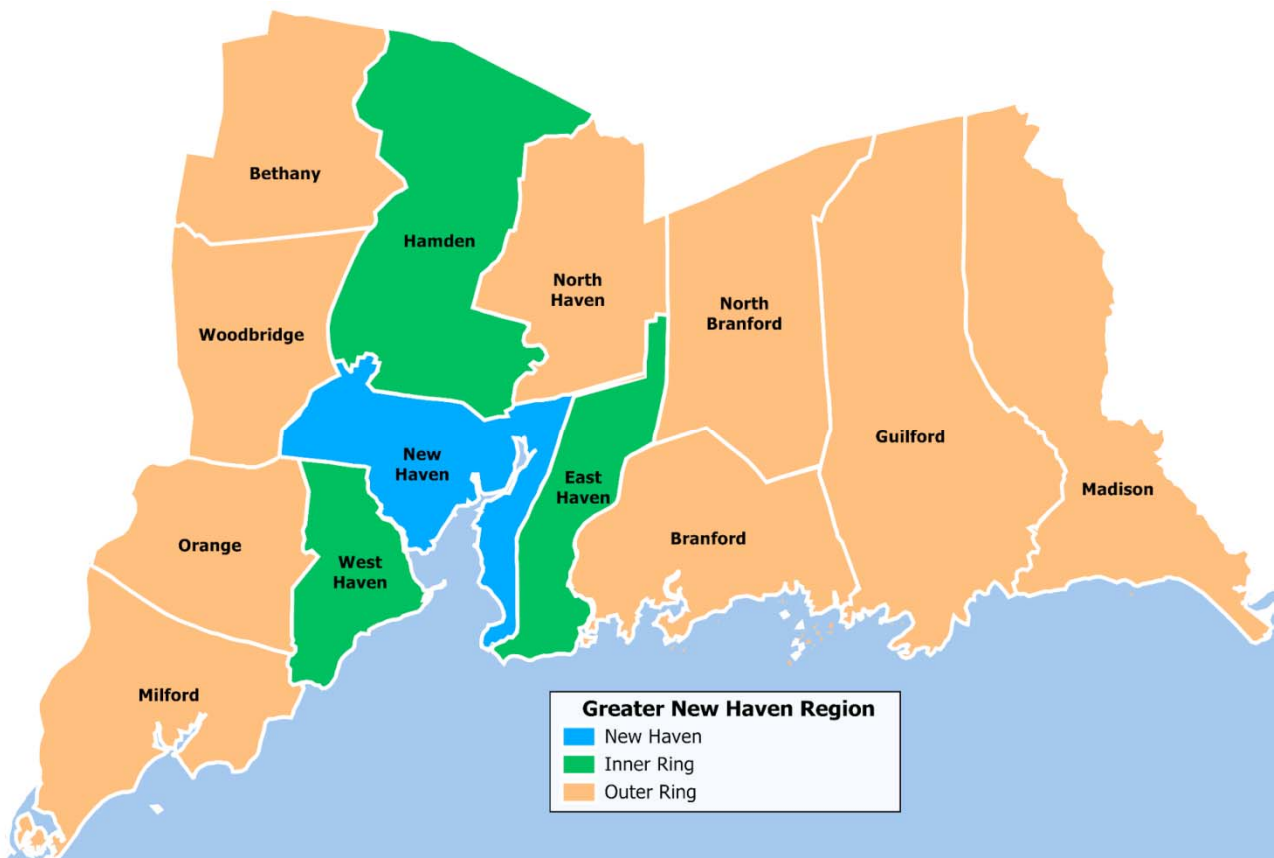 Bethany
Hamden
North
Haven
North
Branford
Woodbridge
Guilford
New
Haven
East
Haven
Madison
Orange
West
Haven
Branford
Milford
Greater New Haven Region
New Haven
Inner Ring
Outer Ring